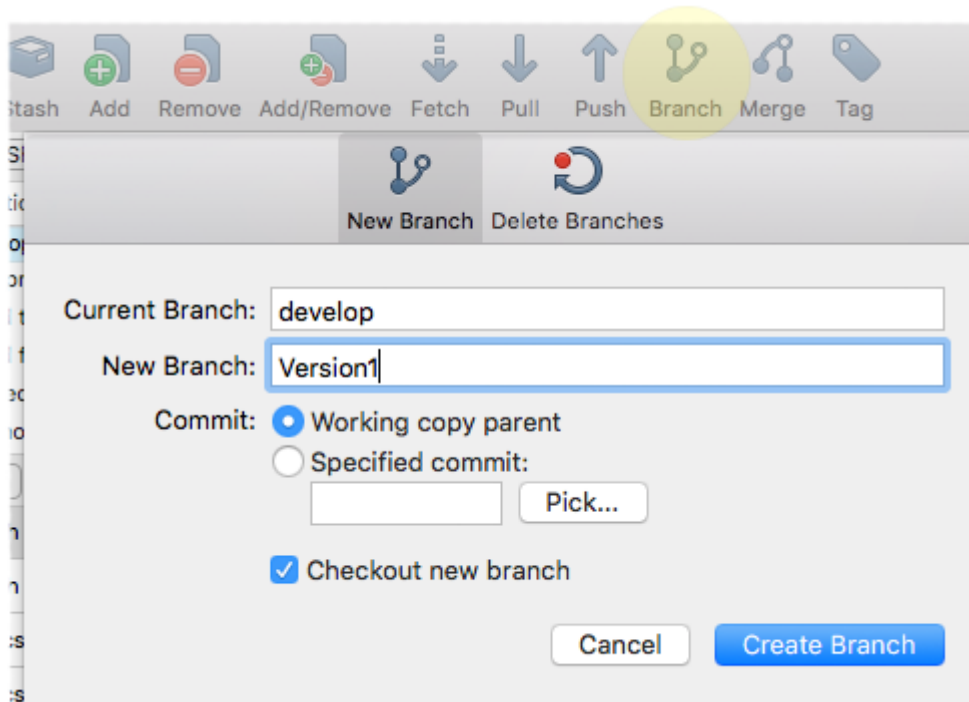 Stash Add Remove Add/Remove Fetch Pull Push Branch Merge Tag
New Branch Delete Branches
Current Branch: develop
New Branch: Version1
Commit: Working copy parent
Specified commit:
Pick...
Checkout new branch
Cancel Create Branch